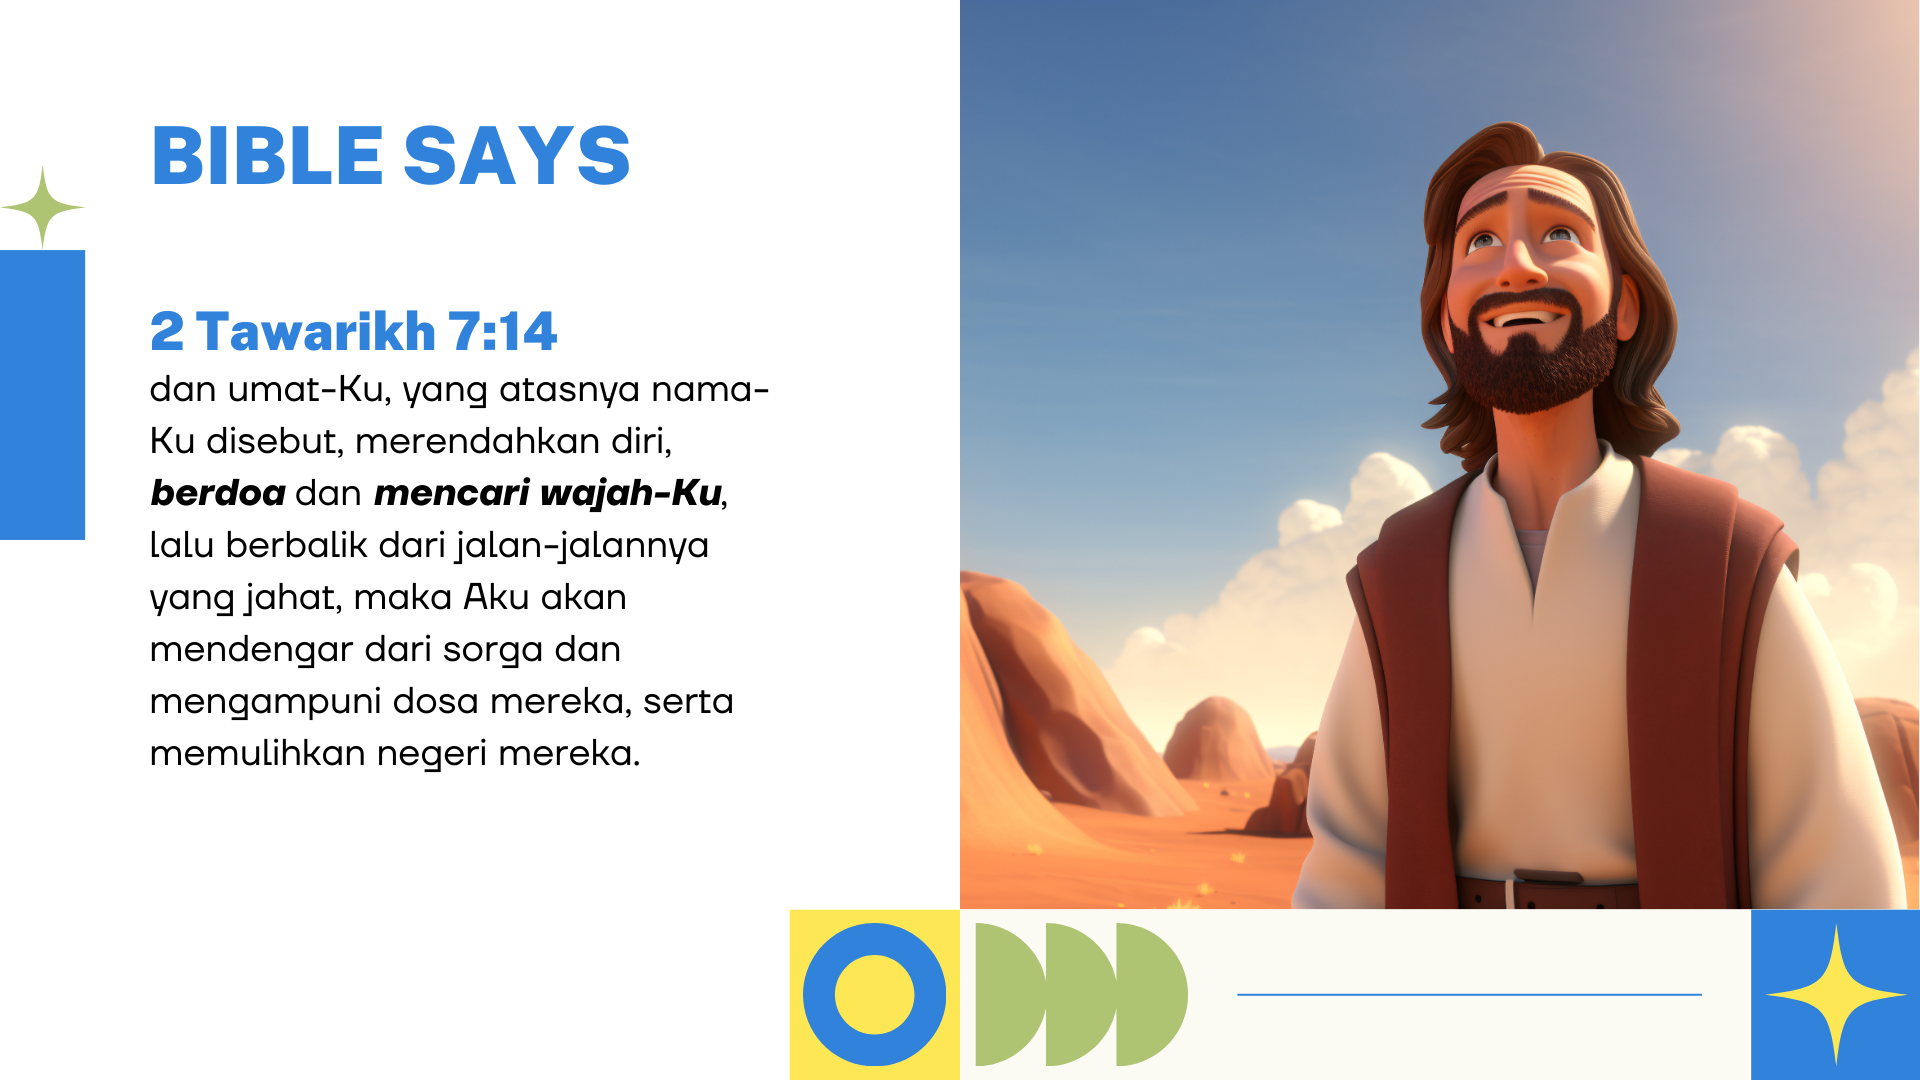 BIBLE SAYS
2 Tawarikh 7:14
dan umat-Ku, yang atasnya nama-
Ku disebut, merendahkan diri,
berdoa dan mencari wajah-Ku,
lalu berbalik dari jalan-jalannya
yang jahat, maka Aku akan
mendengar dari sorga dan
mengampuni dosa mereka, serta
memulihkan negeri mereka.